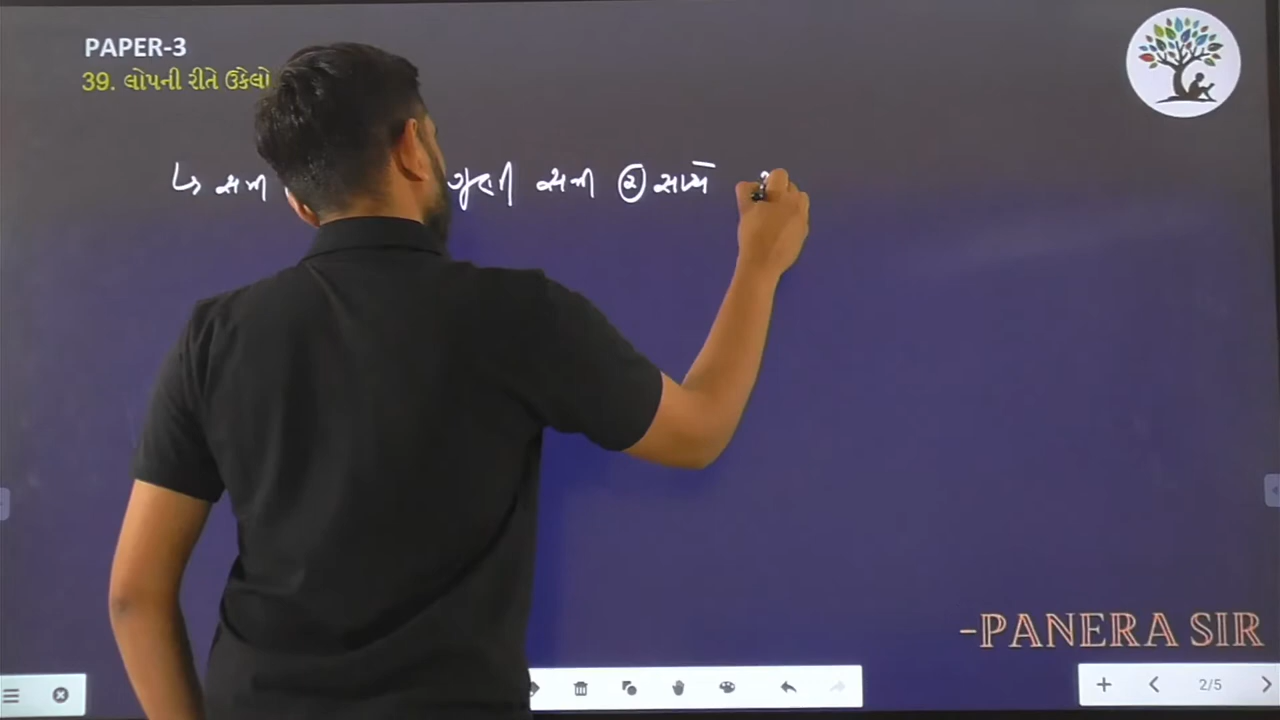 PAPER-3
39. લોપની રીતે ઉકેલો
↳ સમી ગૂણી સમી ② સાથે
-PANERA SIR
2/5